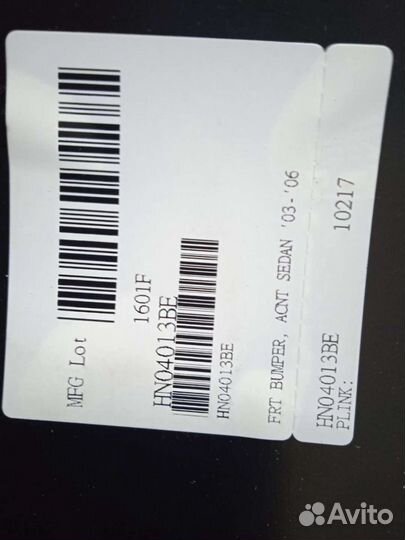 MFG Lot
1601F
HN04013BE
HN04013BE
FRT BUMPER, ACNT SEDAN '03-'06
HN04013BE
PLINK:
10217
Avito